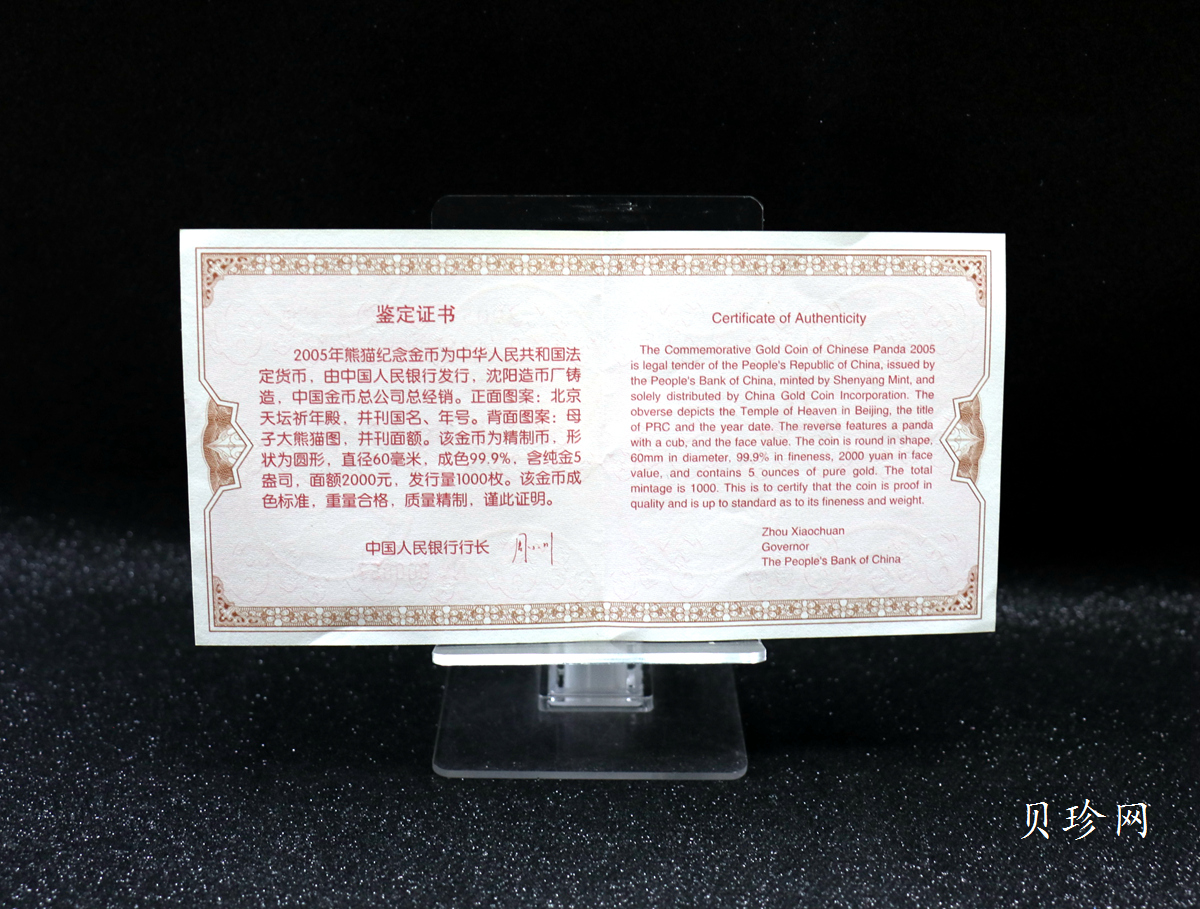 鉴定证书
2005年熊猫纪念金币为中华人民共和国法
定货币，由中国人民银行发行，沈阳造币厂铸
造，中国金币总公司总经销。正面图案：北京
天坛祈年殿，并刊国名、年号。背面图案：母
子大熊猫图，并刊面额。该金币为精制币，形
状为圆形，直径60毫米，成色99.9%，含纯金5
盎司，面额2000元，发行量1000枚。该金币成
色标准，重量合格，质量精制，谨此证明。
中国人民银行行长
Certificate of Authenticity
The Commemorative Gold Coin of Chinese Panda 2005
is legal tender of the People's Republic of China, issued by
the People's Bank of China, minted by Shenyang Mint, and
solely distributed by China Gold Coin Incorporation. The
obverse depicts the Temple of Heaven in Beijing, the title
of PRC and the year date. The reverse features a panda
with a cub, and the face value. The coin is round in shape,
60mm in diameter, 99.9% in fineness, 2000 yuan in face
value, and contains 5 ounces of pure gold. The total
mintage is 1000. This is to certify that the coin is proof in
quality and is up to standard as to its fineness and weight.
Zhou Xiaochuan
Governor
The People's Bank of China
贝珍网